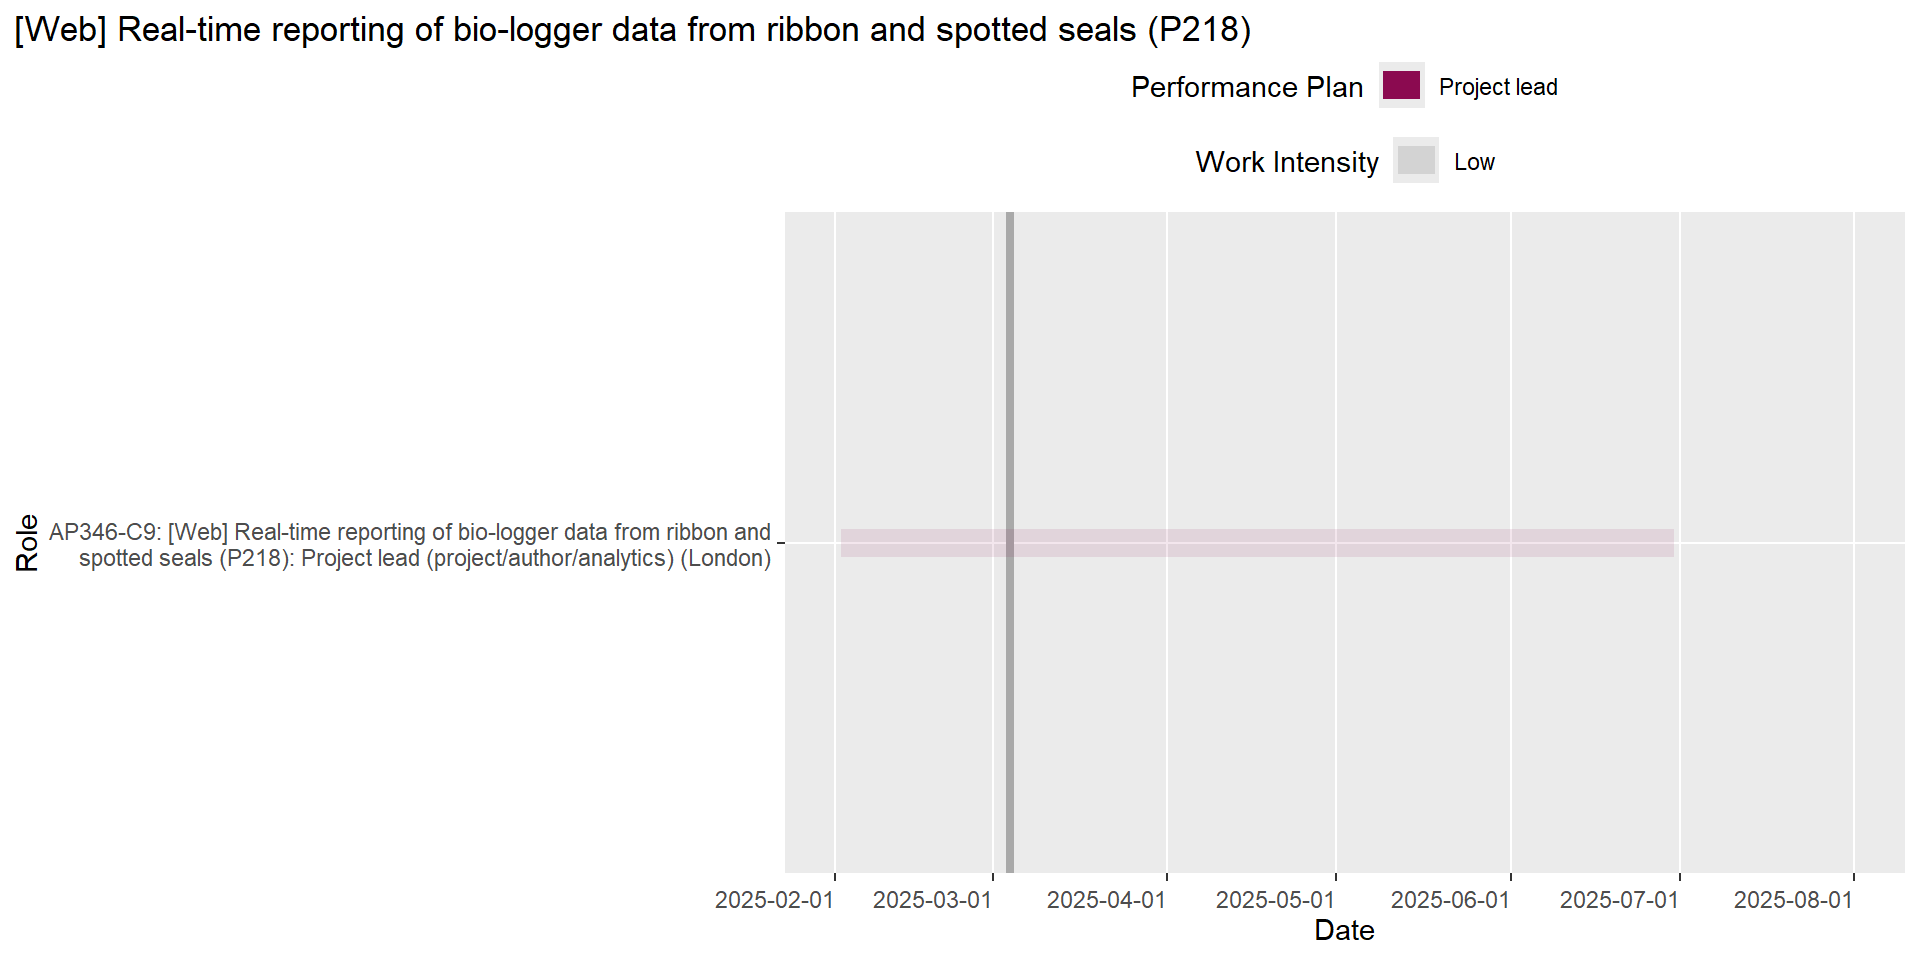 [Web] Real-time reporting of bio-logger data from ribbon and spotted seals (P218)
Performance Plan Project lead
Work Intensity Low
Role
AP346-C9: [Web] Real-time reporting of bio-logger data from ribbon and
spotted seals (P218): Project lead (project/author/analytics) (London)
2025-02-01 2025-03-01 2025-04-01 2025-05-01 2025-06-01 2025-07-01 2025-08-01
Date